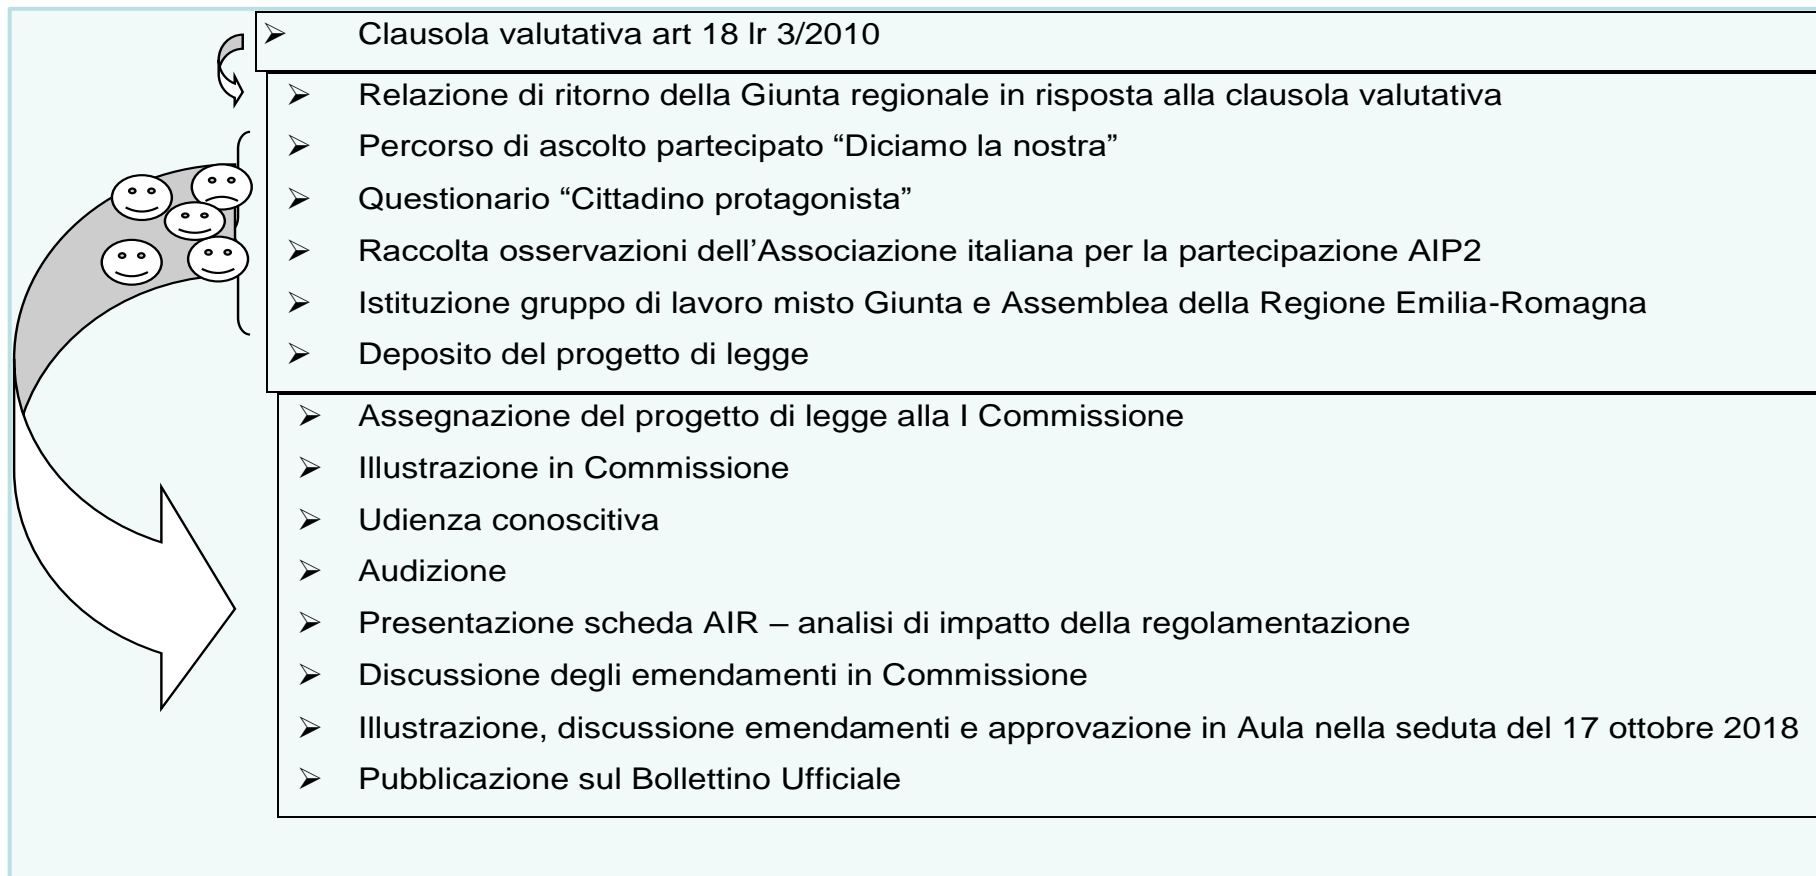 ➢ Clausola valutativa art 18 lr 3/2010
➢ Relazione di ritorno della Giunta regionale in risposta alla clausola valutativa
➢ Percorso di ascolto partecipato “Diciamo la nostra”
➢ Questionario “Cittadino protagonista”
➢ Raccolta osservazioni dell’Associazione italiana per la partecipazione AIP2
➢ Istituzione gruppo di lavoro misto Giunta e Assemblea della Regione Emilia-Romagna
➢ Deposito del progetto di legge
➢ Assegnazione del progetto di legge alla I Commissione
➢ Illustrazione in Commissione
➢ Udienza conoscitiva
➢ Audizione
➢ Presentazione scheda AIR – analisi di impatto della regolamentazione
➢ Discussione degli emendamenti in Commissione
➢ Illustrazione, discussione emendamenti e approvazione in Aula nella seduta del 17 ottobre 2018
➢ Pubblicazione sul Bollettino Ufficiale